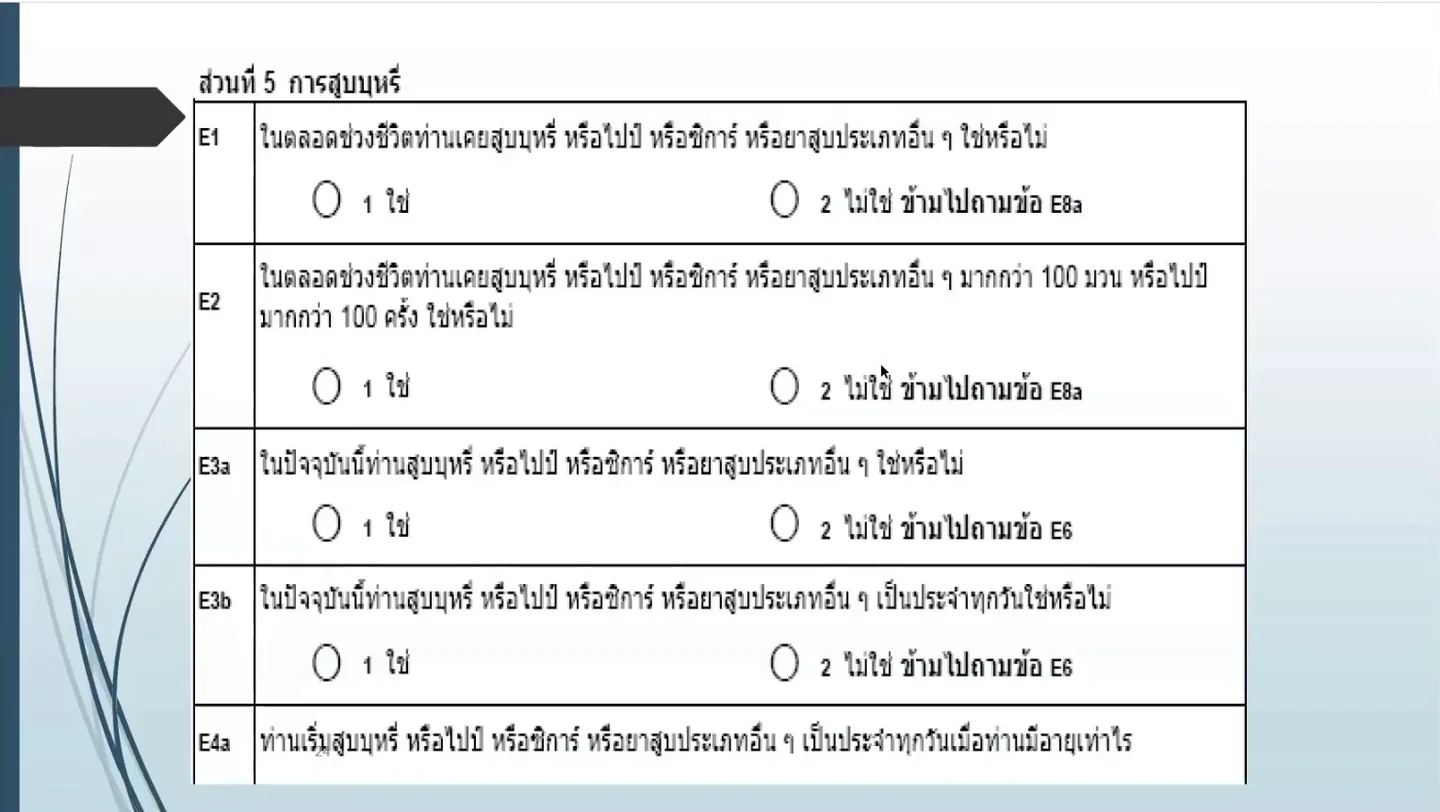 ส่วนที่ 5 การสูบบุหรี่
E1 ในตลอดช่วงชีวิตท่านเคยสูบบุหรี่ หรือไปป์ หรือซิการ์ หรือยาสูบประเภทอื่น ๆ ใช่หรือไม่
1 ใช่ 2 ไม่ใช่ ข้ามไปถามข้อ E8a
E2 ในตลอดช่วงชีวิตท่านเคยสูบบุหรี่ หรือไปป์ หรือซิการ์ หรือยาสูบประเภทอื่น ๆ มากกว่า 100 มวน หรือไปป์
มากกว่า 100 ครั้ง ใช่หรือไม่
1 ใช่ 2 ไม่ใช่ ข้ามไปถามข้อ E8a
E3a ในปัจจุบันนี้ท่านสูบบุหรี่ หรือไปป์ หรือซิการ์ หรือยาสูบประเภทอื่น ๆ ใช่หรือไม่
1 ใช่ 2 ไม่ใช่ ข้ามไปถามข้อ E6
E3b ในปัจจุบันนี้ท่านสูบบุหรี่ หรือไปป์ หรือซิการ์ หรือยาสูบประเภทอื่น ๆ เป็นประจำทุกวันใช่หรือไม่
1 ใช่ 2 ไม่ใช่ ข้ามไปถามข้อ E6
E4a ท่านเริ่มสูบบุหรี่ หรือไปป์ หรือซิการ์ หรือยาสูบประเภทอื่น ๆ เป็นประจำทุกวันเมื่อท่านมีอายุเท่าไร